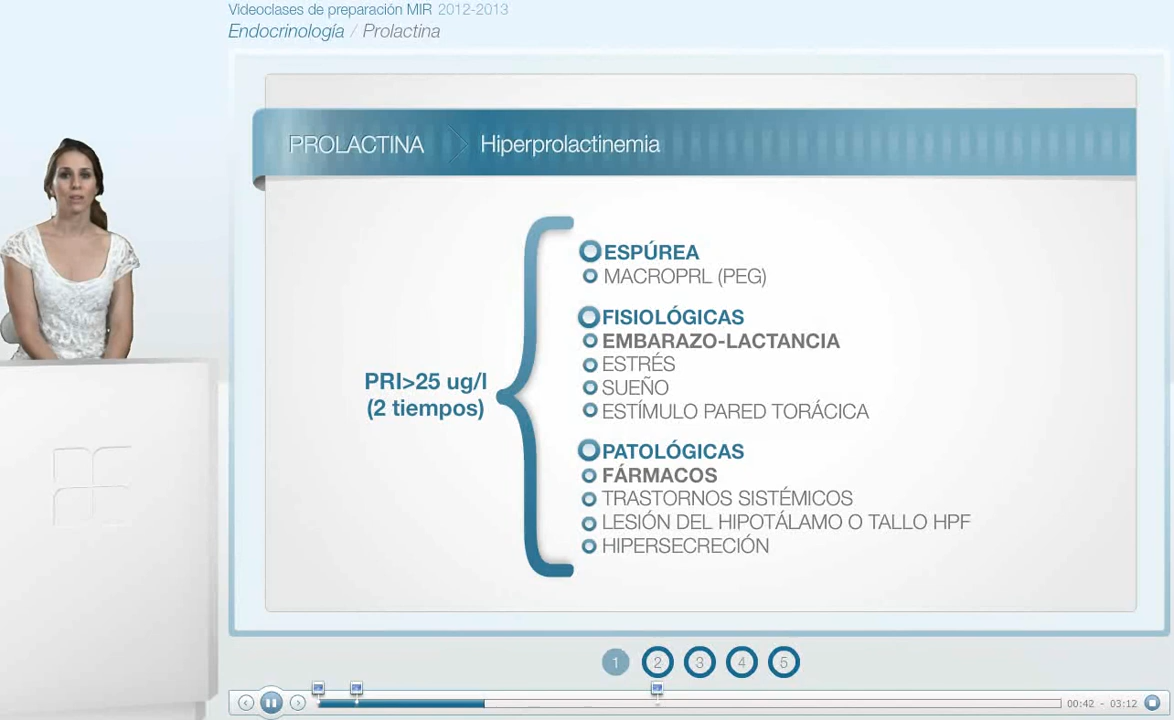 Videoclases de preparación MIR 2012-2013
Endocrinología / Prolactina
PROLACTINA Hiperprolactinemia
ESPÚREA
MACROPRL (PEG)
FISIOLÓGICAS
EMBARAZO-LACTANCIA
ESTRÉS
SUEÑO
ESTÍMULO PARED TORÁCICA
PRI>25 ug/l
(2 tiempos)
PATOLÓGICAS
FÁRMACOS
TRASTORNOS SISTÉMICOS
LESIÓN DEL HIPOTÁLAMO O TALLO HPF
HIPERSECRECIÓN
1 2 3 4 5
00:42 - 03:12